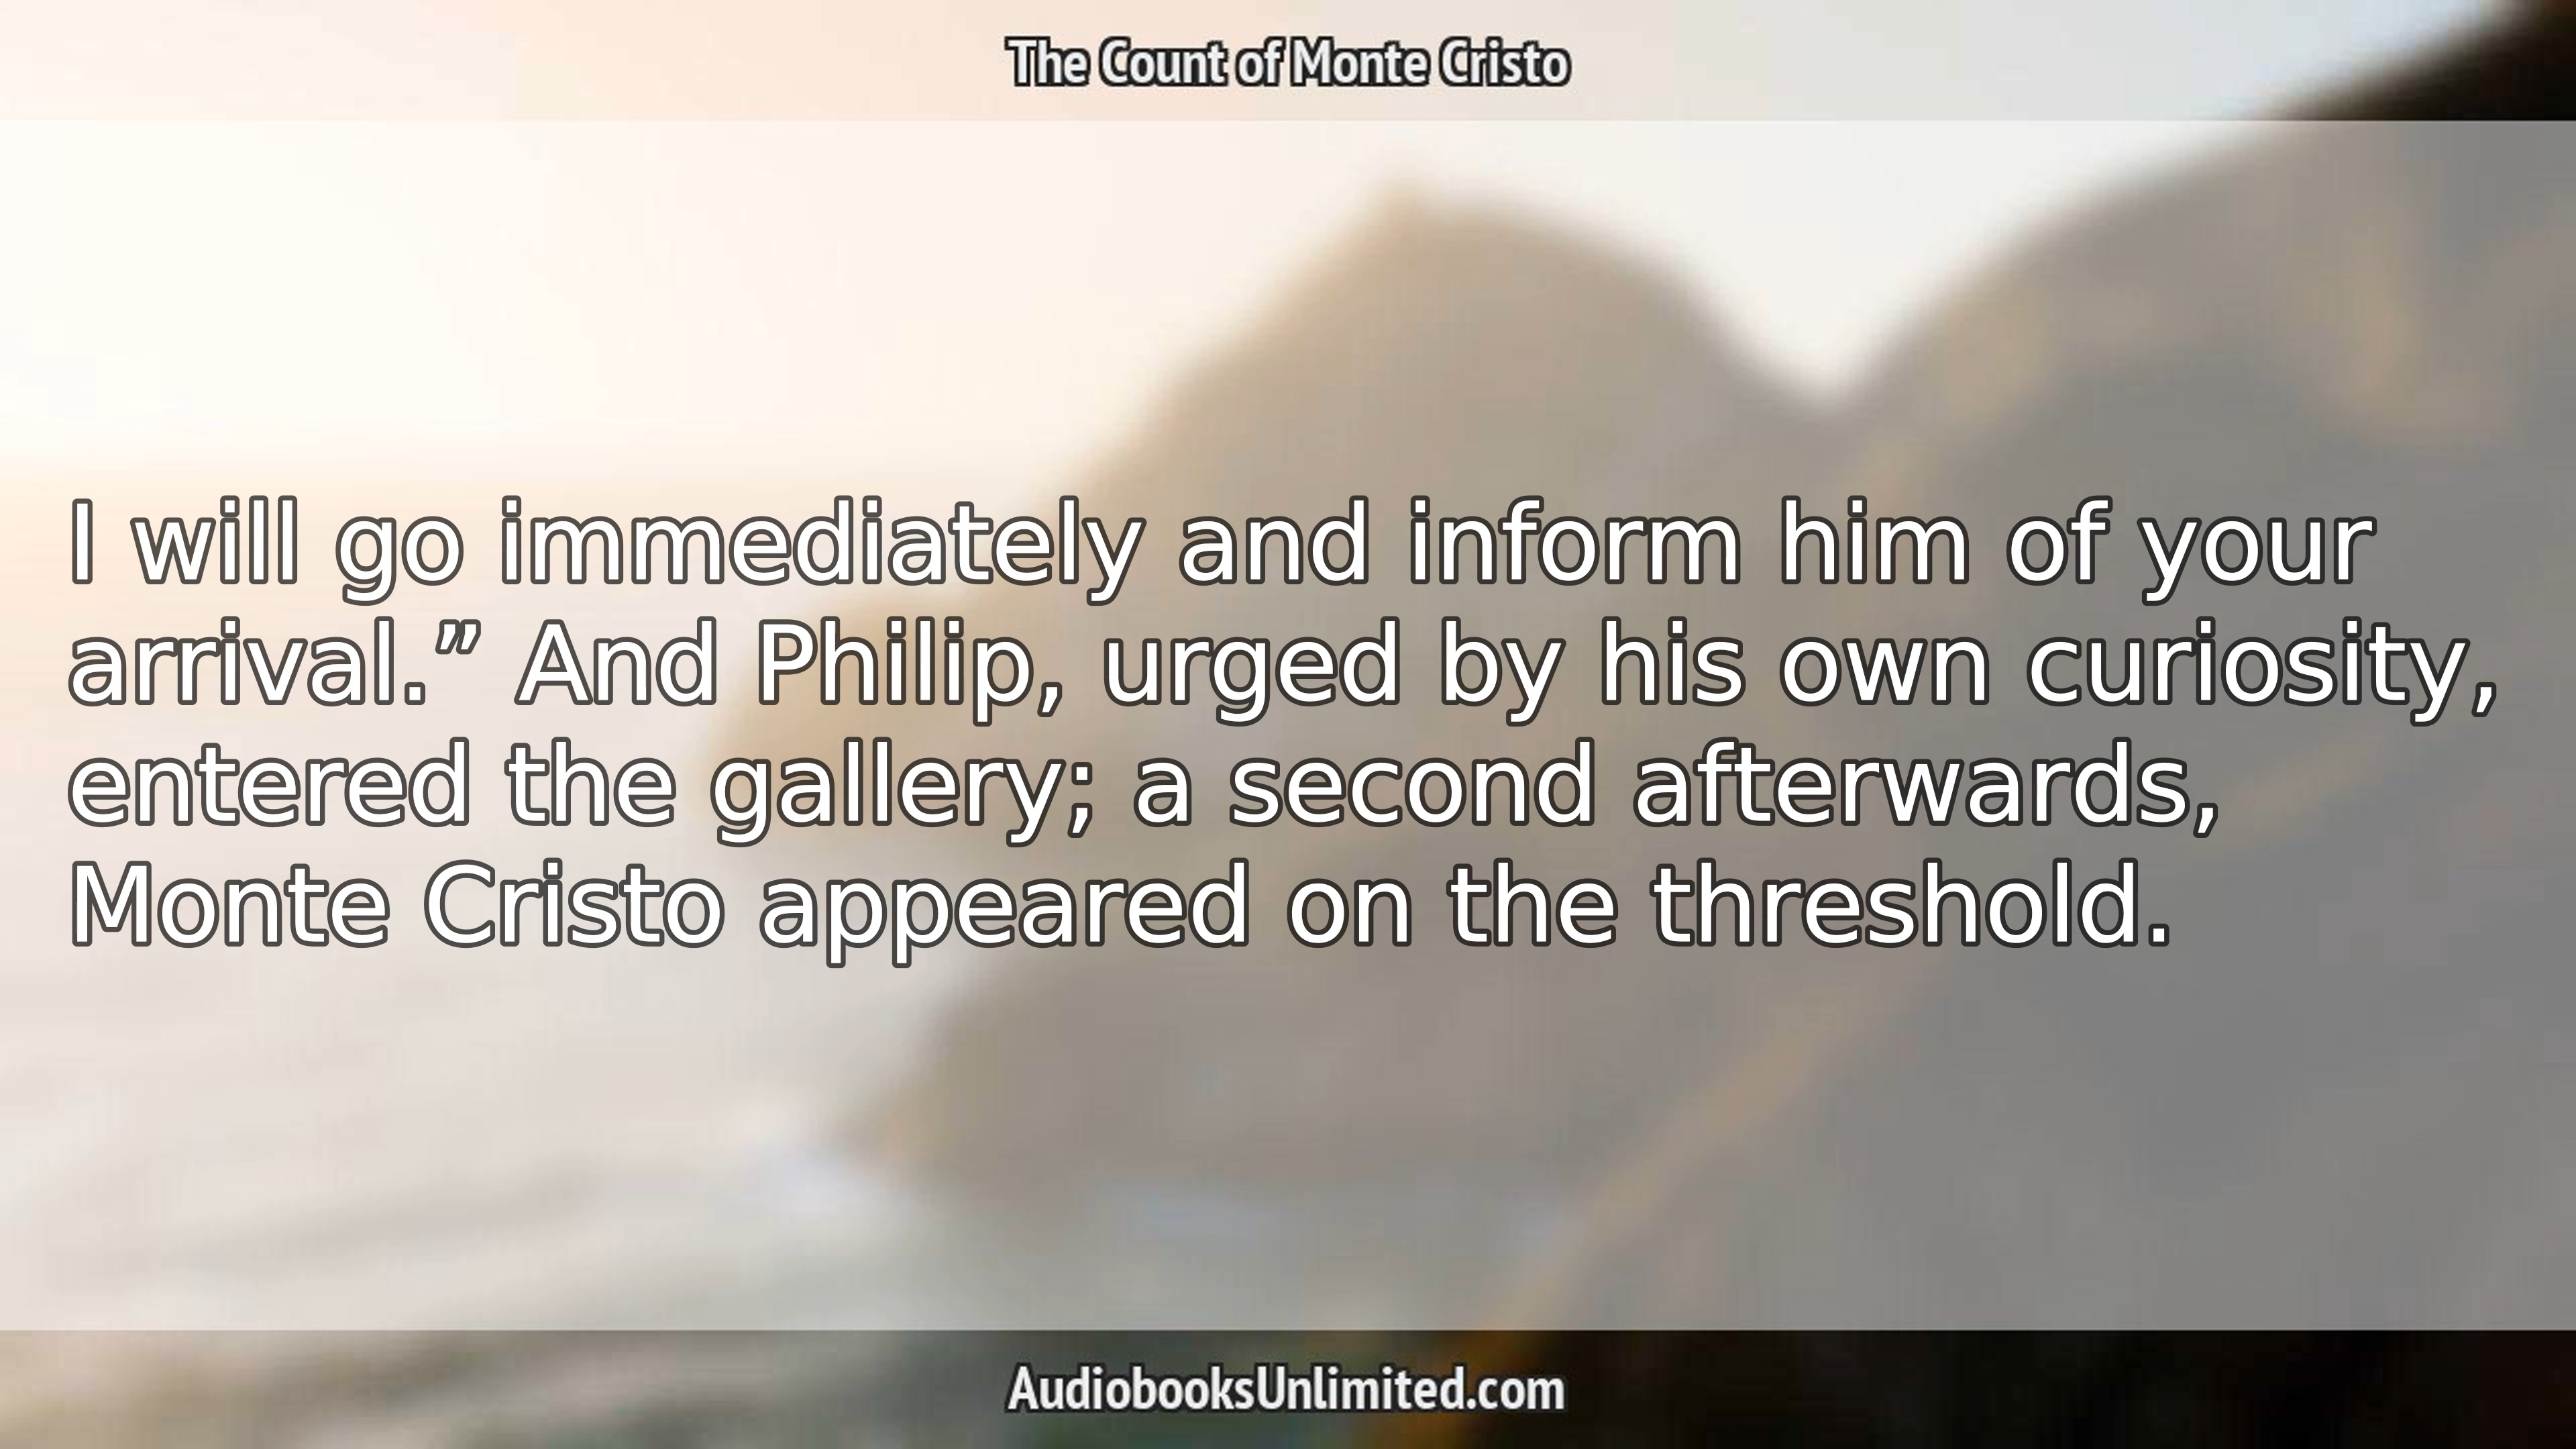 The Count of Monte Cristo
I will go immediately and inform him of your
arrival.” And Philip, urged by his own curiosity,
entered the gallery; a second afterwards,
Monte Cristo appeared on the threshold.
AudiobooksUnlimited.com